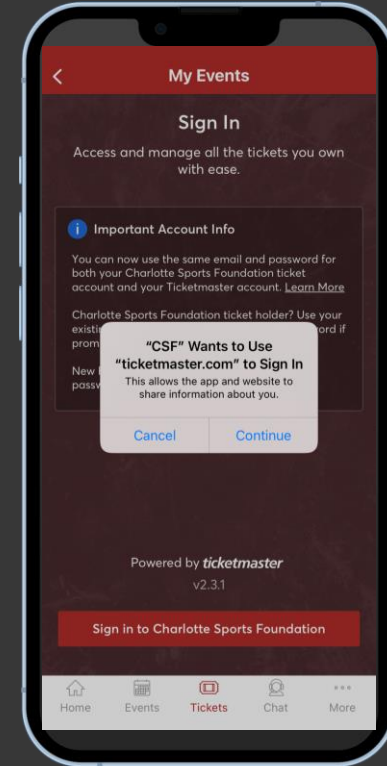 My Events
Sign In
Access and manage all the tickets you own
with ease.
Important Account Info
You can now use the same email and password for
both your Charlotte Sports Foundation ticket
account and your Ticketmaster account. Learn More
Charlotte Sports Foundation ticket holder? Use your
if
"CSF" Wants to Use
"ticketmaster.com" to Sign In
This allows the app and website to
share information about you.
Cancel Continue
New
Powered by ticketmaster
v2.3.1
Sign in to Charlotte Sports Foundation
Home Events Tickets Chat More